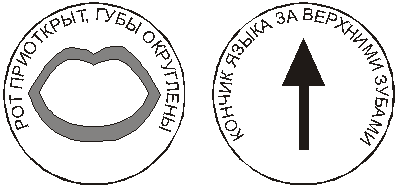 РОТ ПРИОТКРЫТ, ГУБЫ ОКРУГЛЕНЫ
КОНЧИК ЯЗЫКА ЗА ВЕРХНИМИ ЗУБАМИ